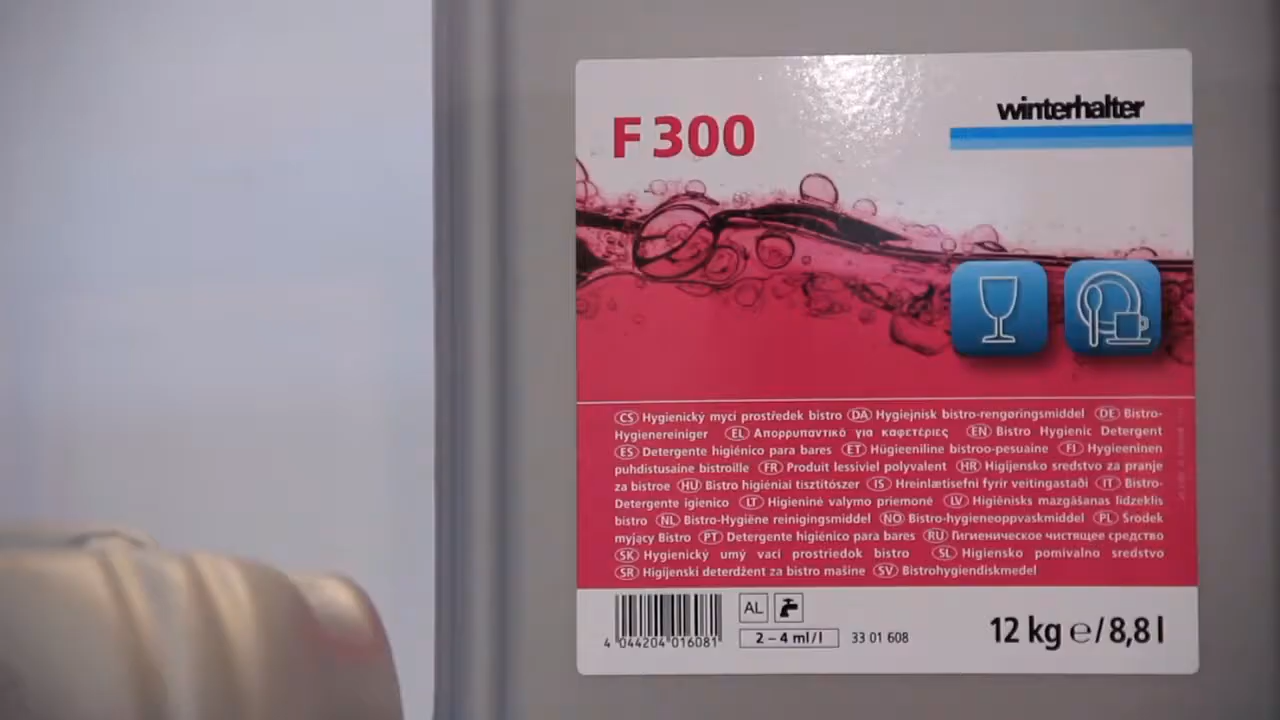 F 300
winterhalter
CS Hygienický mycí prostředek bistro DA Hygiejnisk bistro-rengøringsmiddel DE Bistro-
Hygienereiniger EL Απορρυπαντικό για καφετέριες EN Bistro Hygienic Detergent
ES Detergente higiénico para bares ET Hügieeniline bistroo-pesuaine FI Hygieeninen
puhdistusaine bistroille FR Produit lessiviel polyvalent HR Higijensko sredstvo za pranje
za bistroe HU Bistro higiéniai tisztítószer IS Hreinlætisefni fyrir veitingastaði IT Bistro-
Detergente igienico LT Higieninė valymo priemonė LV Higiēnisks mazgāšanas līdzeklis
bistro NL Bistro-Hygiëne reinigingsmiddel NO Bistro-hygieneoppvaskmiddel PL Środek
myjący Bistro PT Detergente higiénico para bares RU Гигиеническое чистящее средство
SK Hygienický umývací prostriedok bistro SL Higiensko pomivalno sredstvo
SR Higijenski deterdžent za bistro mašine SV Bistrohygiendiskmedel
AL
4 044204 016081
2 – 4 ml/l 33 01 608
12 kg ℮/8,8 l